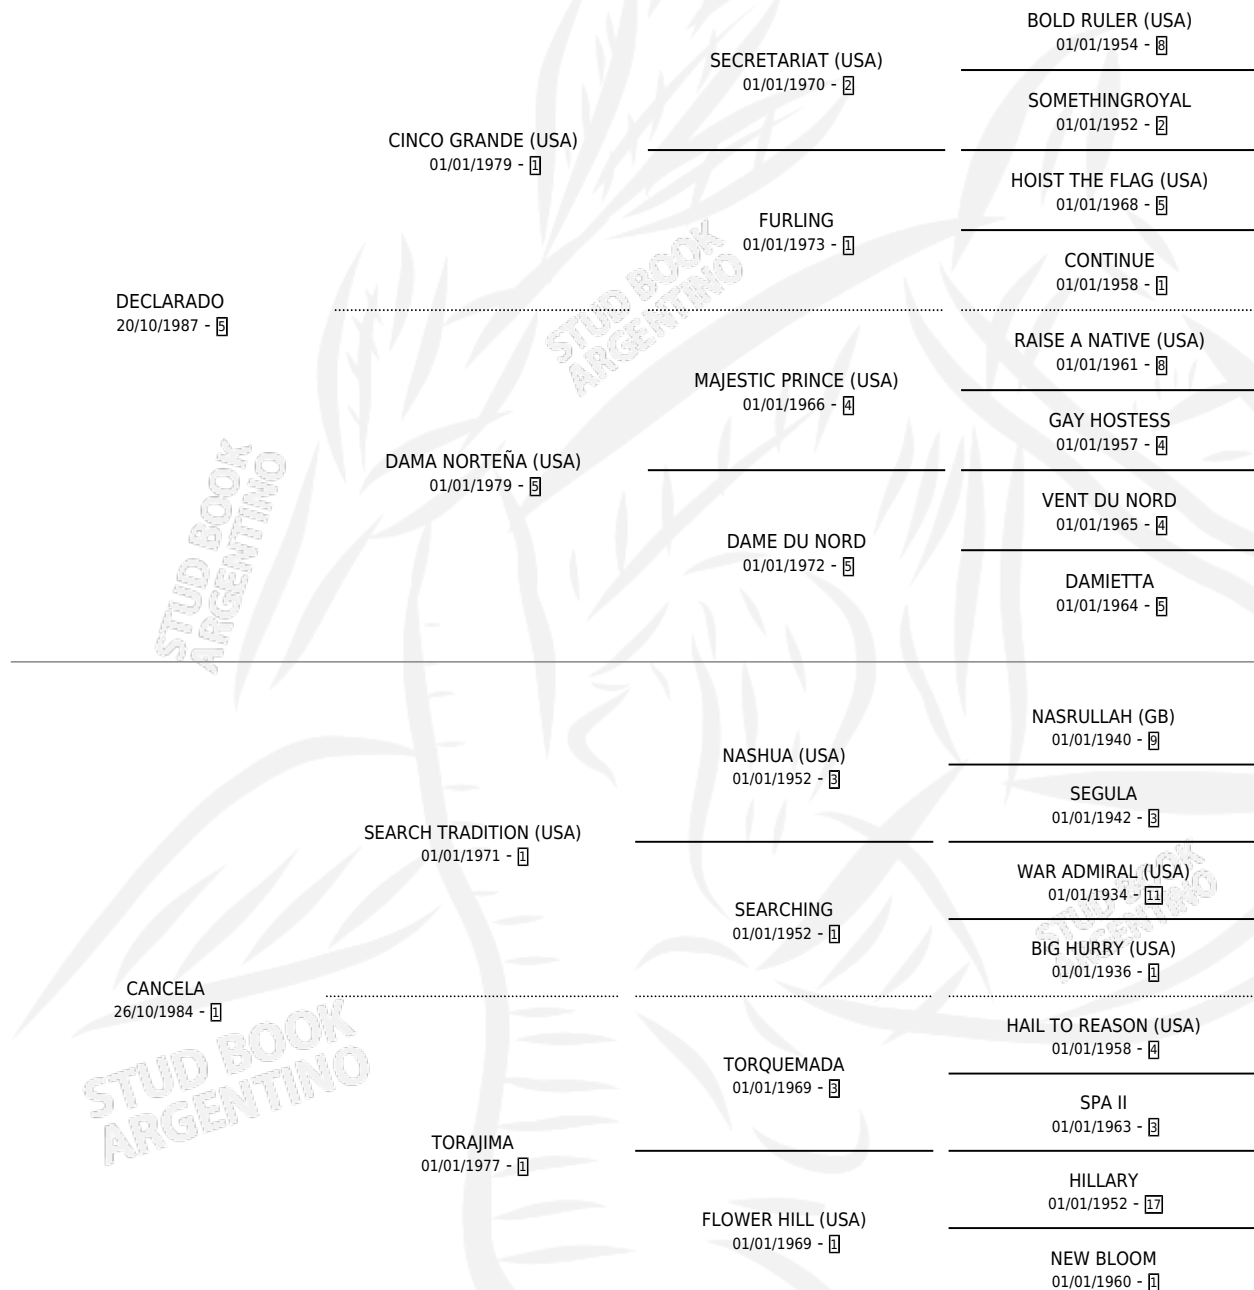 BOLD RULER (USA)
01/01/1954 - 8
SECRETARIAT (USA)
01/01/1970 - 2
SOMETHINGROYAL
01/01/1952 - 2
CINCO GRANDE (USA)
01/01/1979 - 1
HOIST THE FLAG (USA)
01/01/1968 - 5
FURLING
01/01/1973 - 1
CONTINUE
01/01/1958 - 1
DECLARADO
20/10/1987 - 5
STUD BOOK
ARGENTINO
RAISE A NATIVE (USA)
01/01/1961 - 8
MAJESTIC PRINCE (USA)
01/01/1966 - 4
GAY HOSTESS
01/01/1957 - 4
DAMA NORTEÑA (USA)
01/01/1979 - 5
VENT DU NORD
01/01/1965 - 4
DAME DU NORD
01/01/1972 - 5
DAMIETTA
01/01/1964 - 5
STUD BOOK
ARGENTINO
NASRULLAH (GB)
01/01/1940 - 9
NASHUA (USA)
01/01/1952 - 3
SEGULA
01/01/1942 - 3
SEARCH TRADITION (USA)
01/01/1971 - 1
WAR ADMIRAL (USA)
01/01/1934 - 11
STUD BOOK
ARGENTINO
SEARCHING
01/01/1952 - 1
BIG HURRY (USA)
01/01/1936 - 1
CANCELA
26/10/1984 - 1
STUD BOOK
ARGENTINO
HAIL TO REASON (USA)
01/01/1958 - 4
TORQUEMADA
01/01/1969 - 3
SPA II
01/01/1963 - 3
TORAJIMA
01/01/1977 - 1
HILLARY
01/01/1952 - 17
FLOWER HILL (USA)
01/01/1969 - 1
NEW BLOOM
01/01/1960 - 1